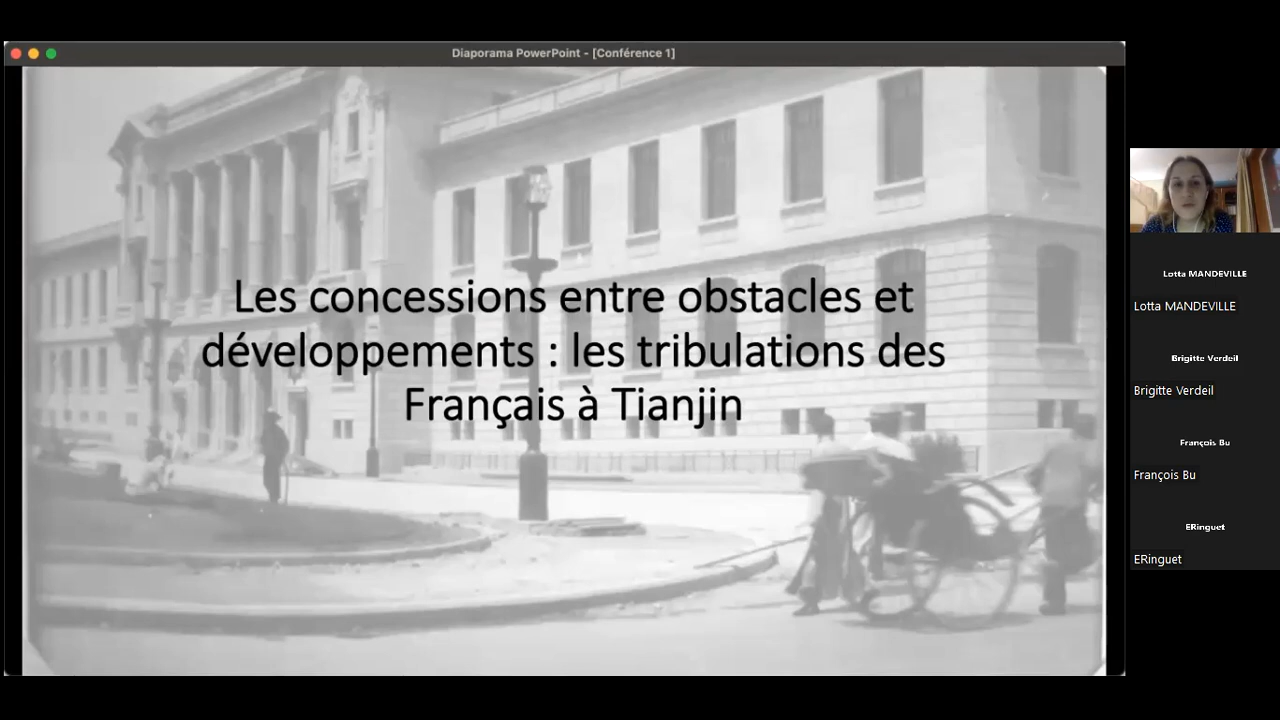 Diaporama PowerPoint - [Conférence 1]
Les concessions entre obstacles et
développements : les tribulations des
Français à Tianjin
Lotta MANDEVILLE
Lotta MANDEVILLE
Brigitte Verdeil
Brigitte Verdeil
François Bu
François Bu
ERinguet
ERinguet